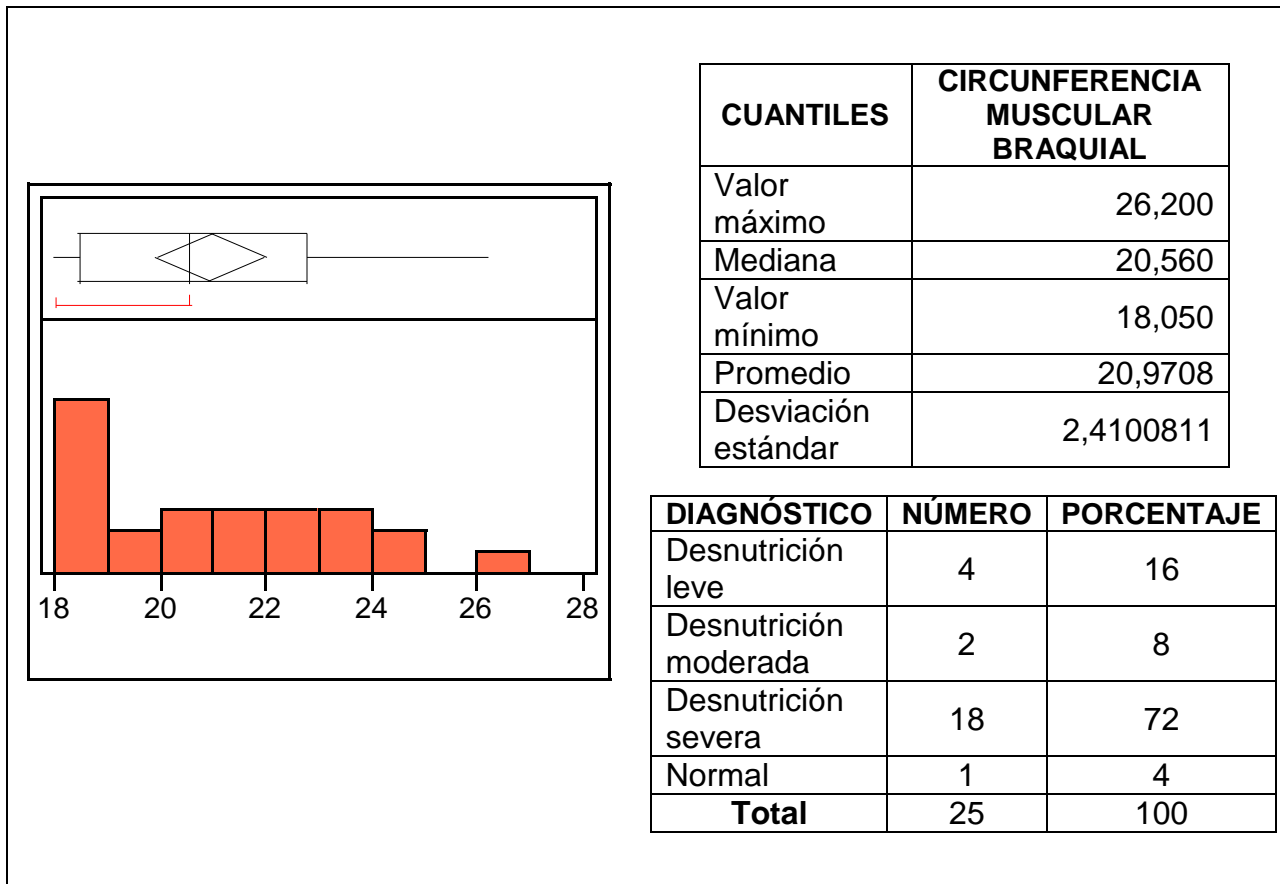 18 20 22 24 26 28
CUANTILES
CIRCUNFERENCIA
MUSCULAR
BRAQUIAL
Valor
máximo
26,200
Mediana 20,560
Valor
mínimo
18,050
Promedio 20,9708
Desviación
estándar
2,4100811
DIAGNÓSTICO NÚMERO PORCENTAJE
Desnutrición
leve
4 16
Desnutrición
moderada
2 8
Desnutrición
severa
18 72
Normal 1 4
Total 25 100